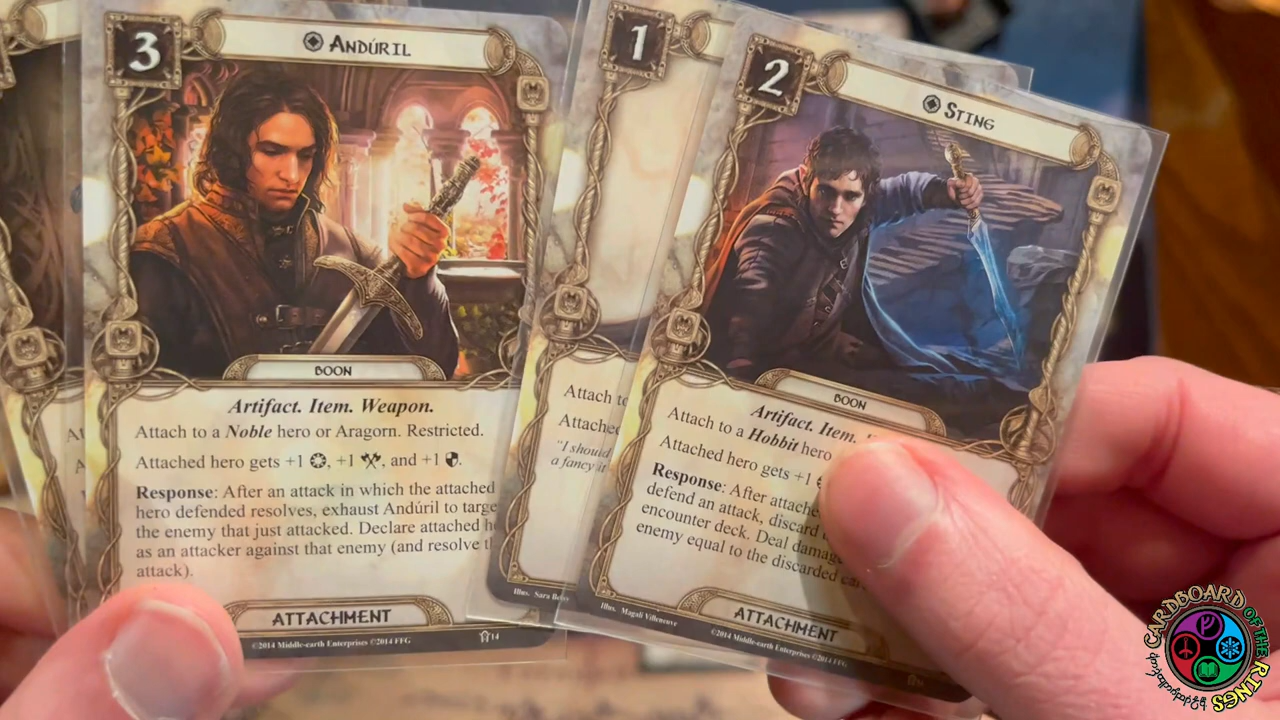 3
ANDÚRIL
BOON
Artifact. Item. Weapon.
Attach to a Noble hero or Aragorn. Restricted.
Attached hero gets +1 , +1 , and +1 .
Response: After an attack in which the attached
hero defended resolves, exhaust Andúril to
the enemy that just attacked. Declare attached
as an attacker against that enemy (and resolve
attack).
ATTACHMENT
©2014 Middle-earth Enterprises ©2014 FFG
14
1
Attach
"I should
a fancy
Illus. Sara
2
STING
BOON
Artifact. Item.
Attach to a Hobbit hero
Attached hero gets +1
Response: After
defend an attack, discard
encounter deck. Deal
enemy equal to the discarded
ATTACHMENT
Illus. Magali Villeneuve
©2014 Middle-earth Enterprises ©2014 FFG
CARDBOARD OF THE RINGS